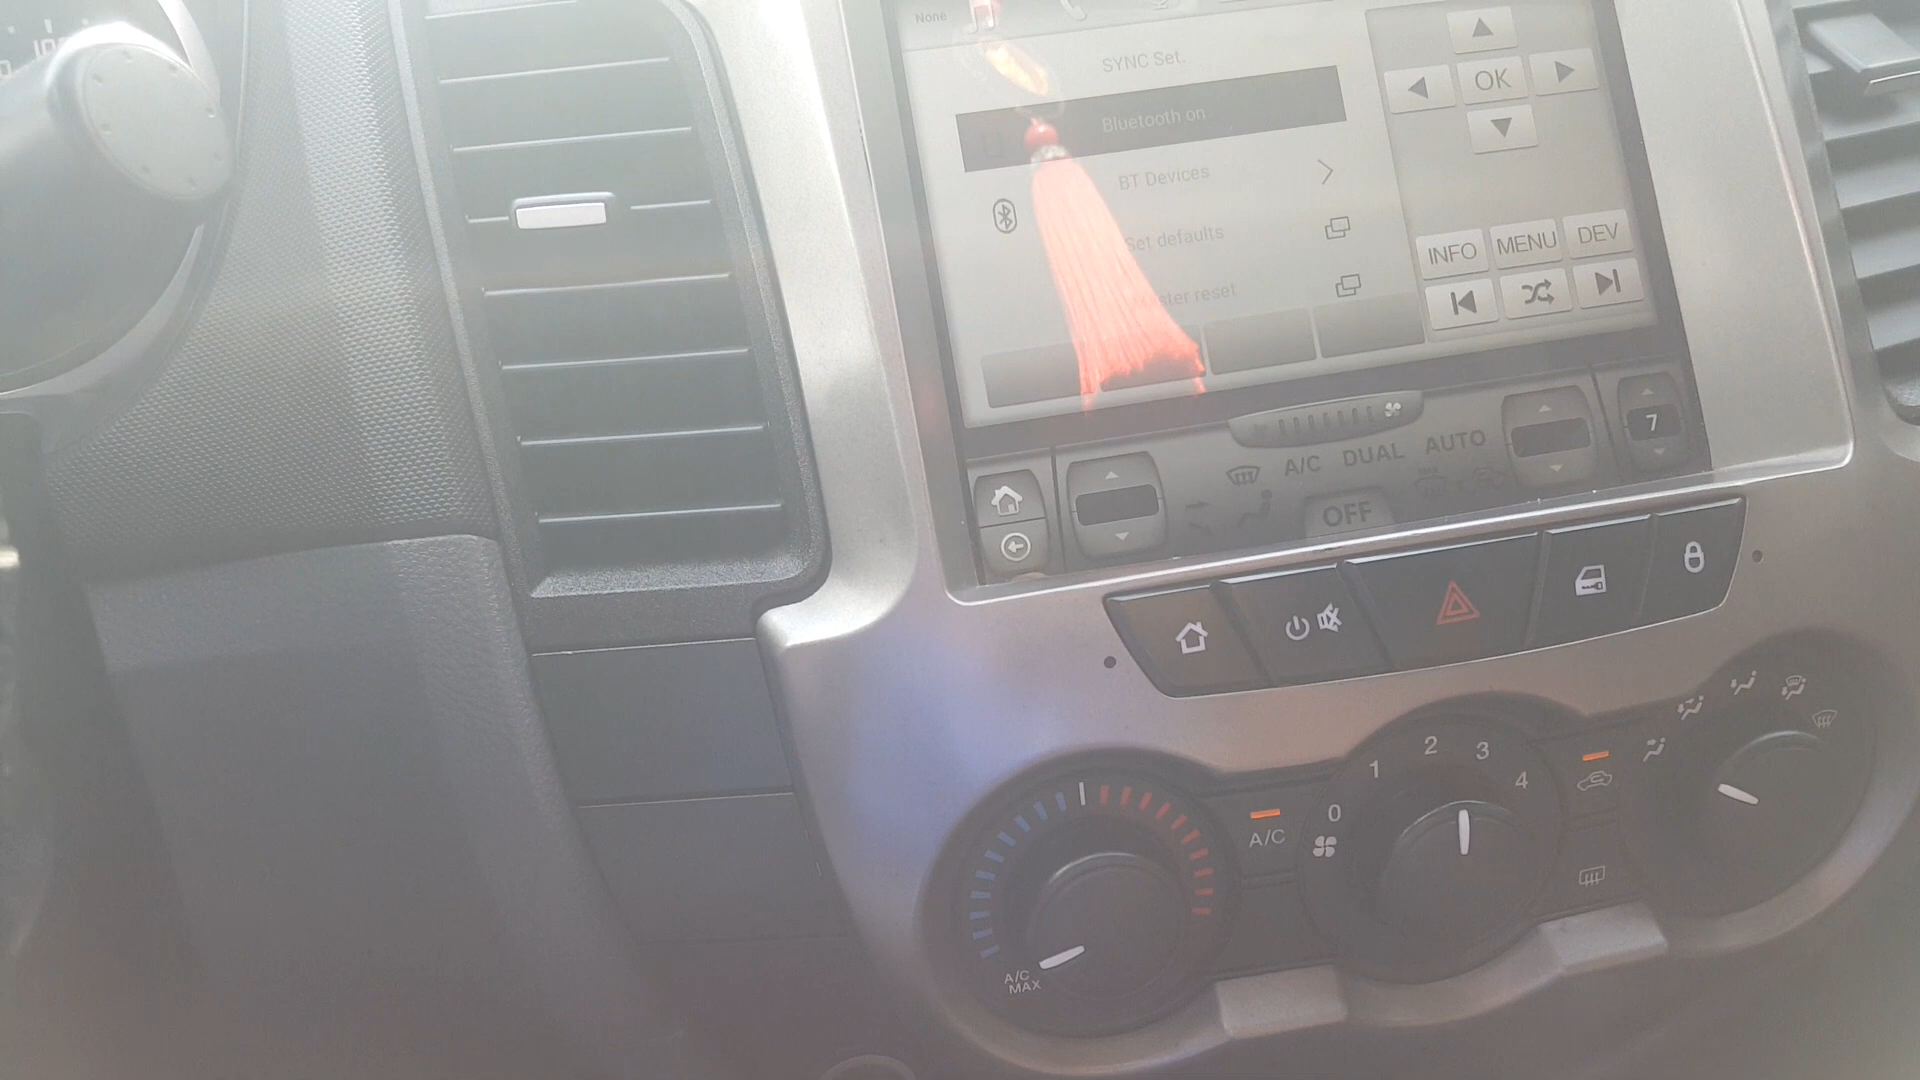 None
SYNC Set.
Bluetooth on
BT Devices
Set defaults
ster reset
OK
INFO MENU DEV
7
A/C DUAL AUTO
OFF
0 1 2 3 4
A/C
A/C
MAX